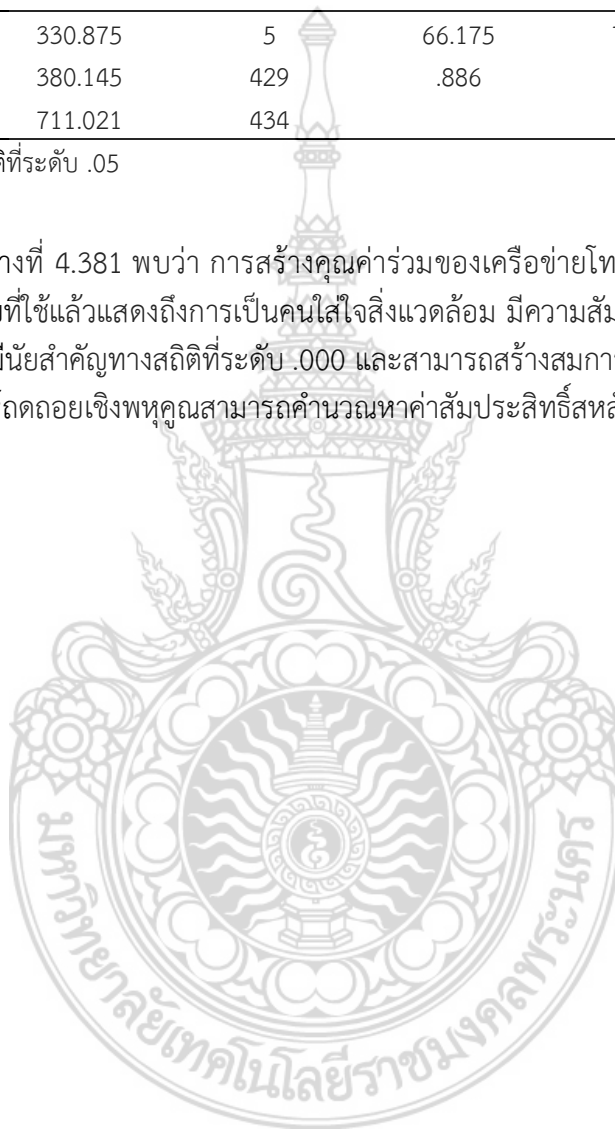 330.875 5 66.175
380.145 429 .886
711.021 434
ติที่ระดับ .05
างที่ 4.381 พบว่า การสร้างคุณค่าร่วมของเครือข่ายโท
ที่ใช้แล้วแสดงถึงการเป็นคนใส่ใจสิ่งแวดล้อม มีความสัม
นัยสำคัญทางสถิติที่ระดับ .000 และสามารถสร้างสมการ
ถดถอยเชิงพหุคูณสามารถคำนวณหาค่าสัมประสิทธิ์สหสั
มหาวิทยาลัยเทคโนโลยีราชมงคลพระนคร